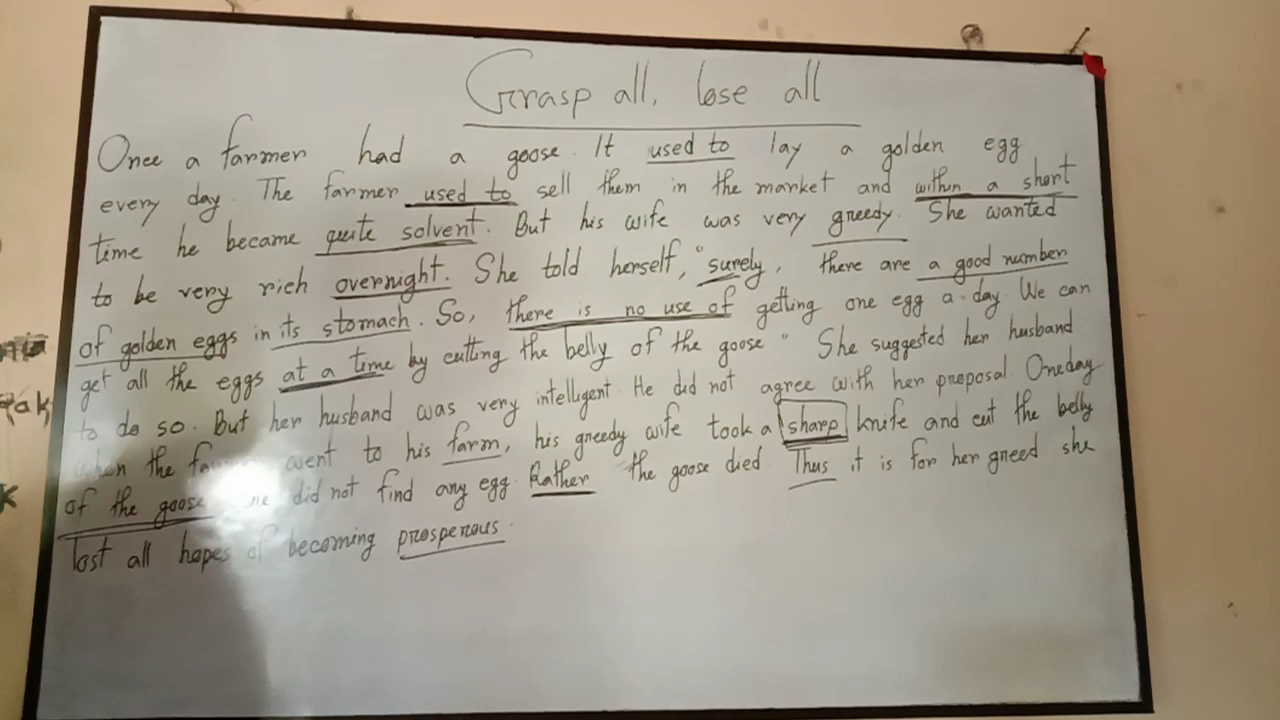 Grasp all, lose all
Once a farmer had a goose. It used to lay a golden egg
every day. The farmer used to sell them in the market and within a short
time he became quite solvent. But his wife was very greedy. She wanted
to be very rich overnight. She told herself, "surely, there are a good number
of golden eggs in its stomach. So, there is no use of getting one egg a day We can
get all the eggs at a time by cutting the belly of the goose" She suggested her husband
to do so. But her husband was very intelligent. He did not agree with her proposal. Oneday
when the went to his farm, his greedy wife took a sharp knife and cut the belly
of the goose did not find any egg. Rather the goose died. Thus it is for her greed she
lost all hopes of becoming prosperous.